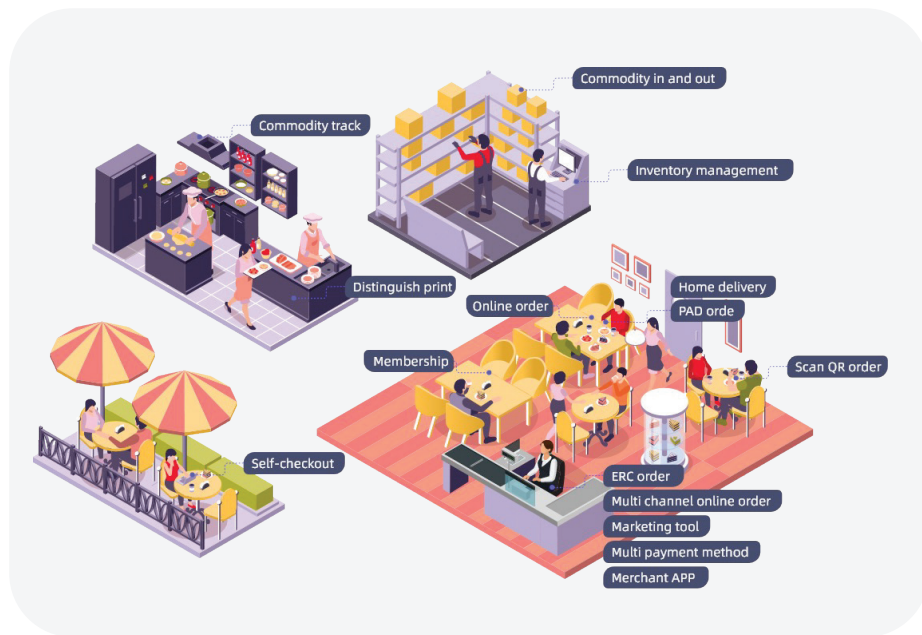 Commodity in and out
Commodity track
Inventory management
Distinguish print
Home delivery
Online order
PAD orde
Membership
Scan QR order
Self-checkout
ERC order
Multi channel online order
Marketing tool
Multi payment method
Merchant APP